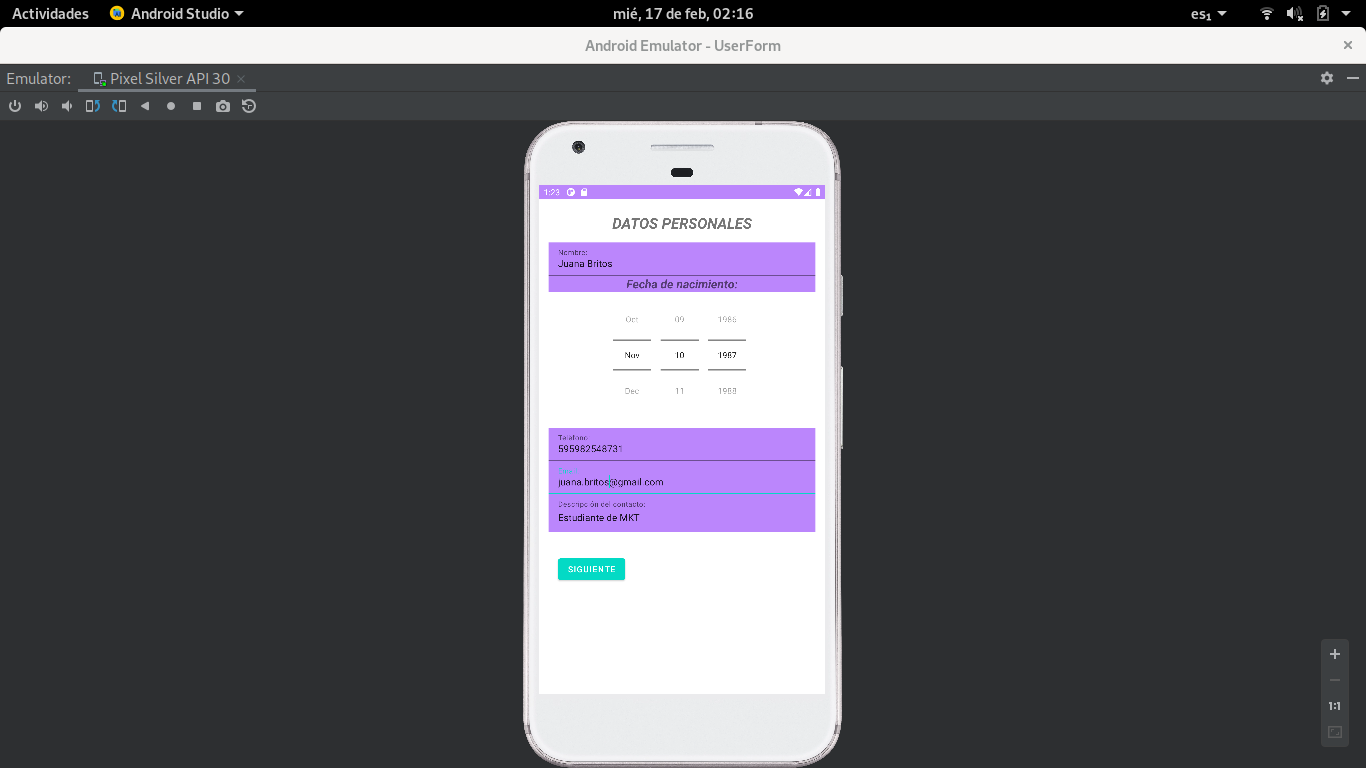 Actividades Android Studio mié, 17 de feb, 02:16 es₁
Android Emulator - UserForm
Emulator: Pixel Silver API 30
1:23
DATOS PERSONALES
Nombre:
Juana Britos
Fecha de nacimiento:
Oct 09 1986
Nov 10 1987
Dec 11 1988
Telefono:
595982548731
juana.britos@gmail.com
Descripción del contacto:
Estudiante de MKT
SIGUIENTE
1:1